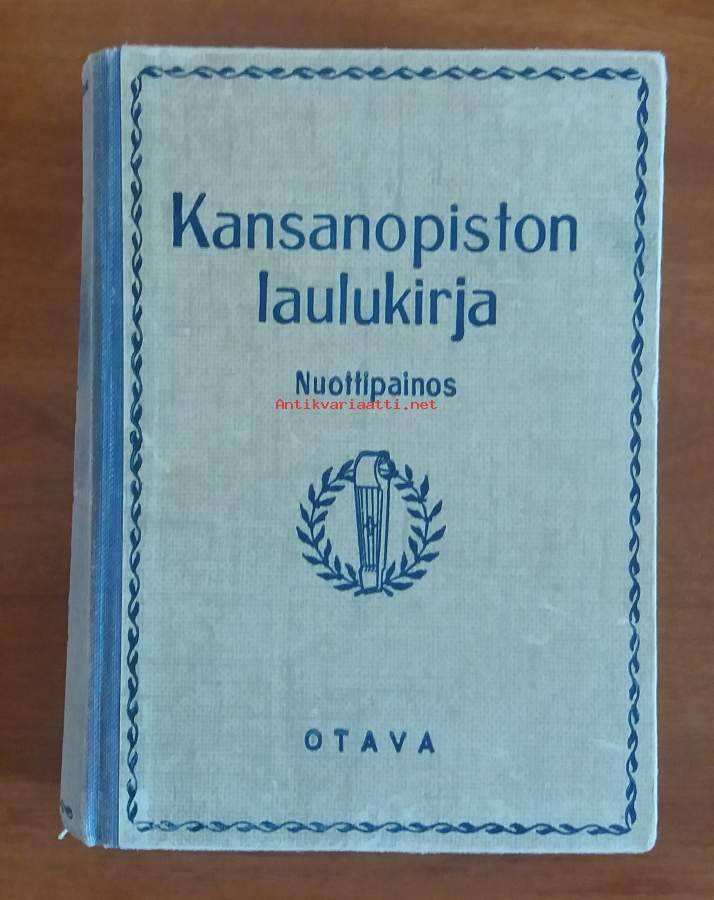 Kansanopiston
laulukirja
Nuottipainos
Antikvariaatti.net
OTAVA